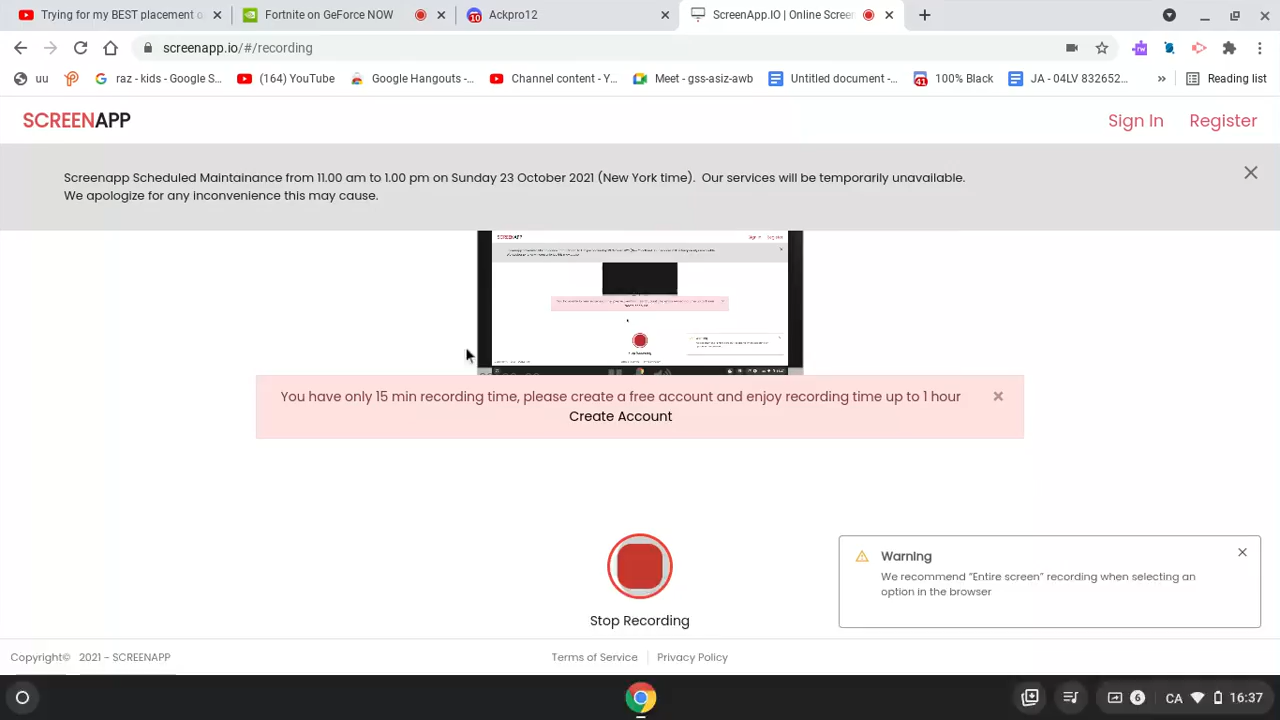 Trying for my BEST placement o
Fortnite on GeForce NOW
10
Ackpro12
ScreenApp.IO | Online Screen
screenapp.io/#/recording
uu
raz - kids - Google S...
(164) YouTube
Google Hangouts -...
Channel content - Y...
Meet - gss-asiz-awb
Untitled document -...
41
100% Black
JA - 04LV 832652...
»
Reading list
SCREENAPP
Sign In
Register
Screenapp Scheduled Maintainance from 11.00 am to 1.00 pm on Sunday 23 October 2021 (New York time). Our services will be temporarily unavailable.
We apologize for any inconvenience this may cause.
SCREENAPP
You have only 15 min recording time, please create a free account and enjoy recording time up to 1 hour
Create Account
Warning
We recommend "Entire screen" recording when selecting an
option in the browser
Stop Recording
Copyright© 2021 - SCREENAPP
Terms of Service
Privacy Policy
6
CA
16:37